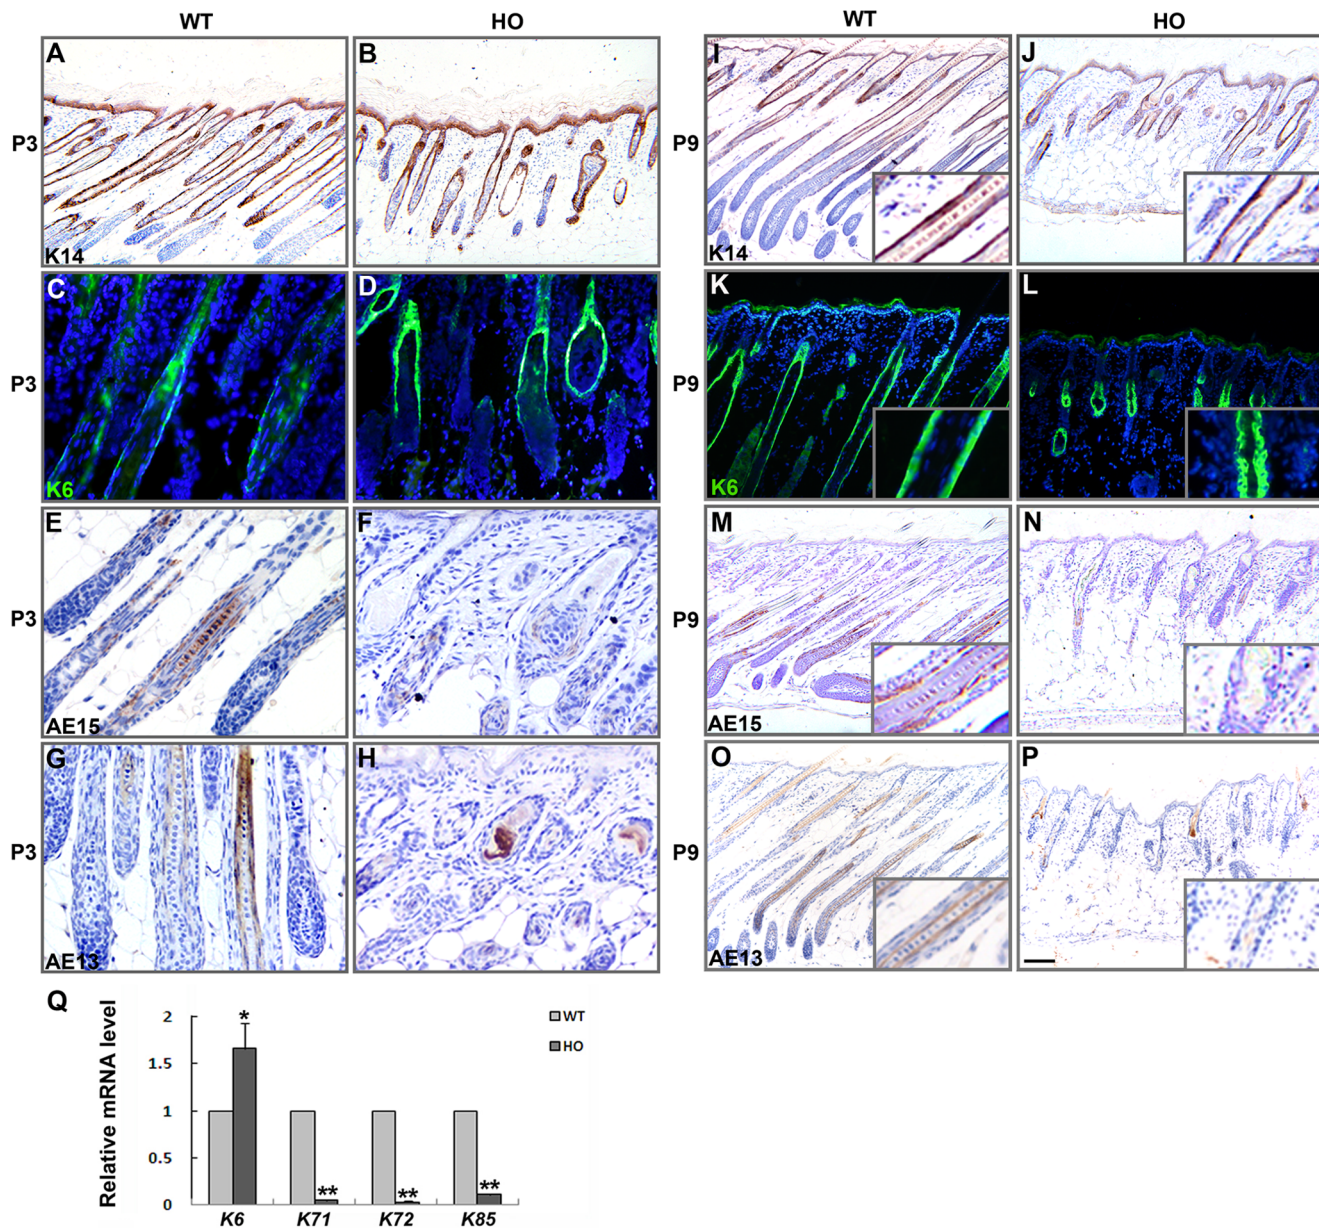 WT HO
A B
P3
K14
C D
P3
K6
E F
P3
AE15
G H
P3
AE13
WT HO
I J
P9
K14
K L
P9
K6
M N
P9
AE15
O P
P9
AE13
Q
Relative mRNA level
2
1.5
1
0.5
0
*
**
**
**
K6 K71 K72 K85
WT
HO